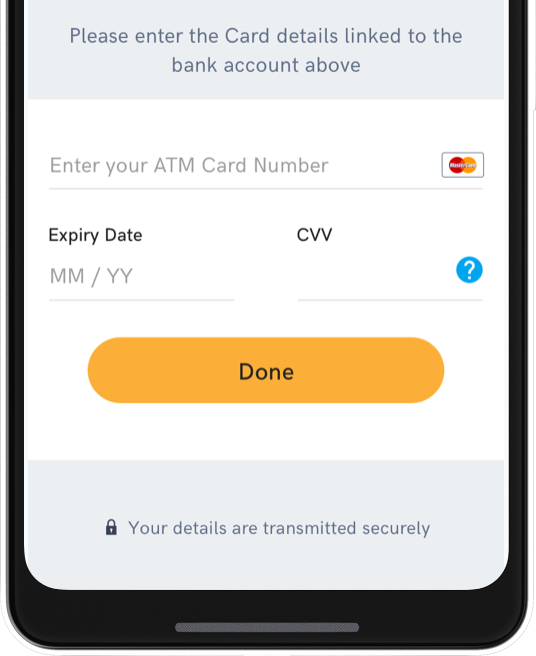 Please enter the Card details linked to the
bank account above
Enter your ATM Card Number
MasterCard
Expiry Date
CVV
MM / YY
?
Done
Your details are transmitted securely